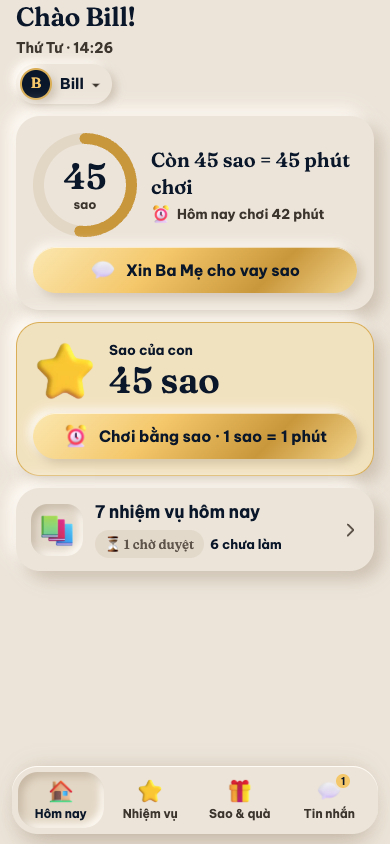 Chào Bill!
Thứ Tư · 14:26
B Bill
45
sao
Còn 45 sao = 45 phút
chơi
Hôm nay chơi 42 phút
Xin Ba Mẹ cho vay sao
Sao của con
45 sao
Chơi bằng sao · 1 sao = 1 phút
7 nhiệm vụ hôm nay
1 chờ duyệt 6 chưa làm
1
Hôm nay Nhiệm vụ Sao & quà Tin nhắn